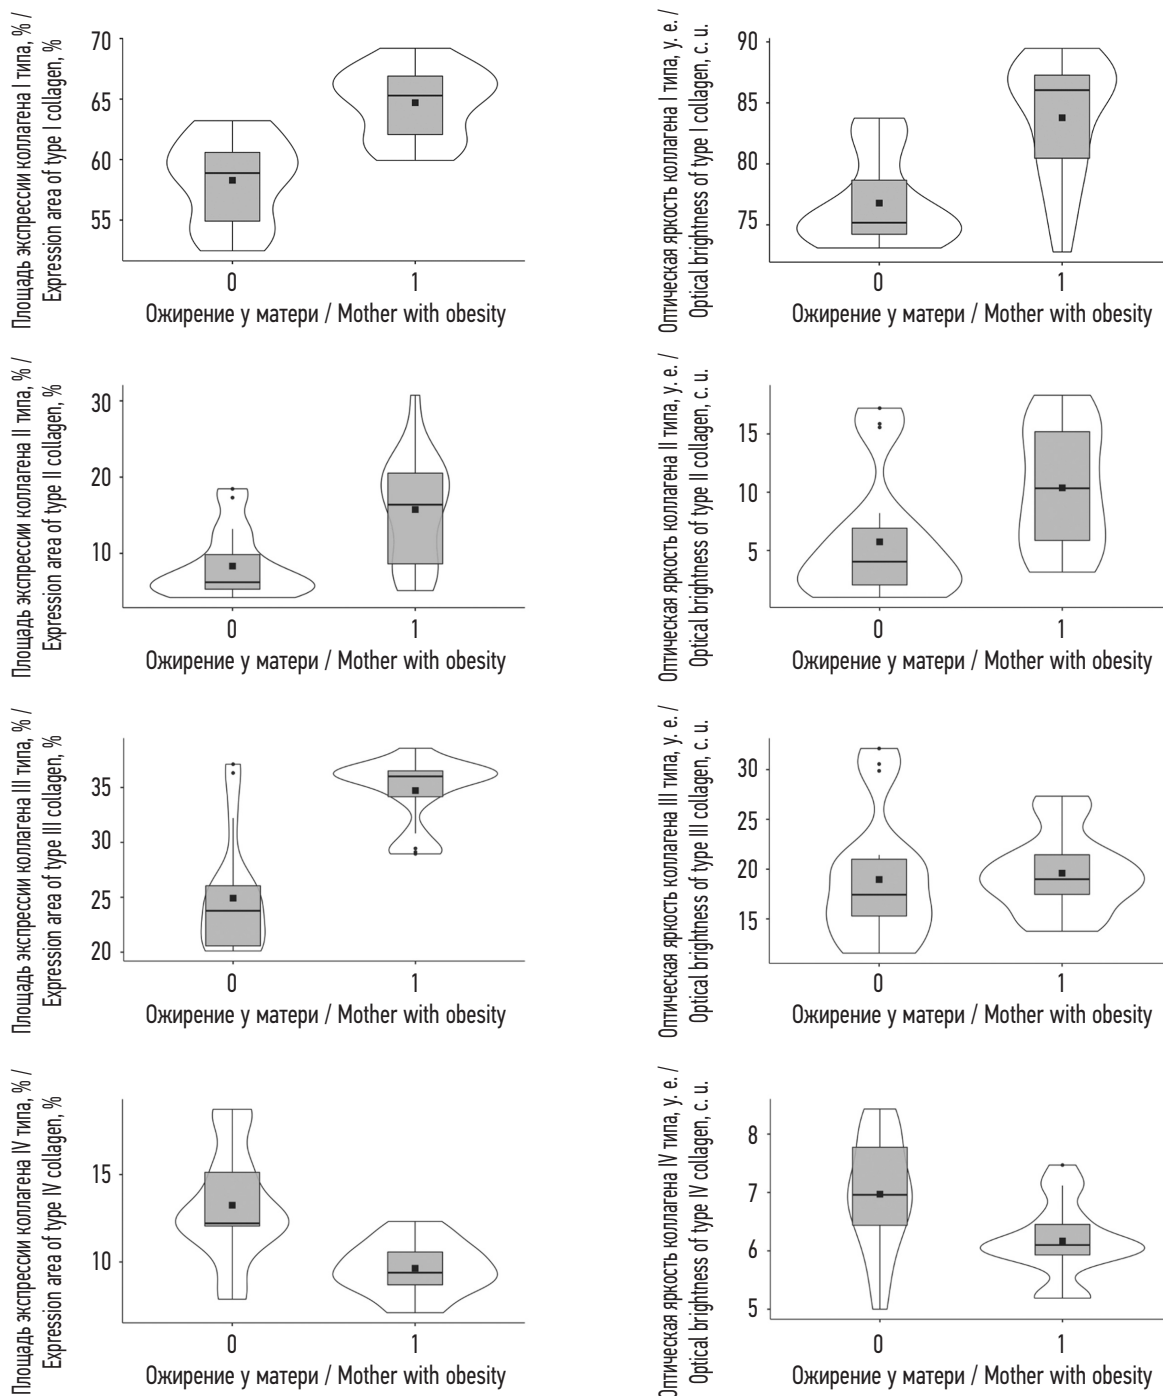 Площадь экспрессии коллагена I типа, % /
Expression area of type I collagen, %
70
65
60
55
0
1
Ожирение у матери / Mother with obesity
Оптическая яркость коллагена I типа, у. е. /
Optical brightness of type I collagen, c. u.
90
85
80
75
0
1
Ожирение у матери / Mother with obesity
Площадь экспрессии коллагена II типа, % /
Expression area of type II collagen, %
30
20
10
0
1
Ожирение у матери / Mother with obesity
Оптическая яркость коллагена II типа, у. е. /
Optical brightness of type II collagen, c. u.
15
10
5
0
1
Ожирение у матери / Mother with obesity
Площадь экспрессии коллагена III типа, % /
Expression area of type III collagen, %
35
30
25
20
0
1
Ожирение у матери / Mother with obesity
Оптическая яркость коллагена III типа, у. е. /
Optical brightness of type III collagen, c. u.
30
25
20
15
0
1
Ожирение у матери / Mother with obesity
Площадь экспрессии коллагена IV типа, % /
Expression area of type IV collagen, %
15
10
0
1
Ожирение у матери / Mother with obesity
Оптическая яркость коллагена IV типа, у. е. /
Optical brightness of type IV collagen, c. u.
8
7
6
5
0
1
Ожирение у матери / Mother with obesity